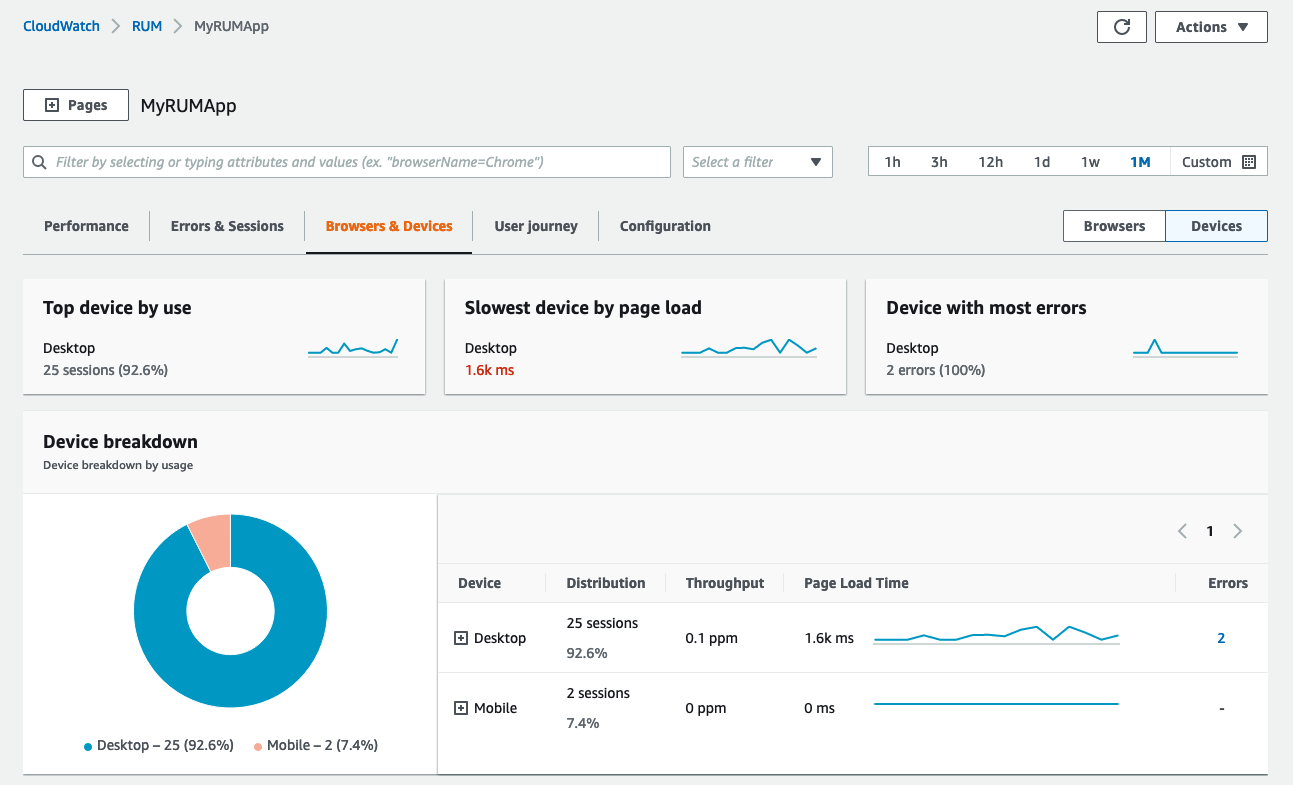 CloudWatch RUM MyRUMApp
Actions
Pages MyRUMApp
Filter by selecting or typing attributes and values (ex. "browserName=Chrome") Select a filter 1h 3h 12h 1d 1w 1M Custom
Performance Errors & Sessions Browsers & Devices User journey Configuration Browsers Devices
Top device by use
Desktop
25 sessions (92.6%)
Slowest device by page load
Desktop
1.6k ms
Device with most errors
Desktop
2 errors (100%)
Device breakdown
Device breakdown by usage
Desktop – 25 (92.6%) Mobile – 2 (7.4%)
1
Device Distribution Throughput Page Load Time Errors
Desktop 25 sessions 0.1 ppm 1.6k ms 2
92.6%
Mobile 2 sessions 0 ppm 0 ms -
7.4%